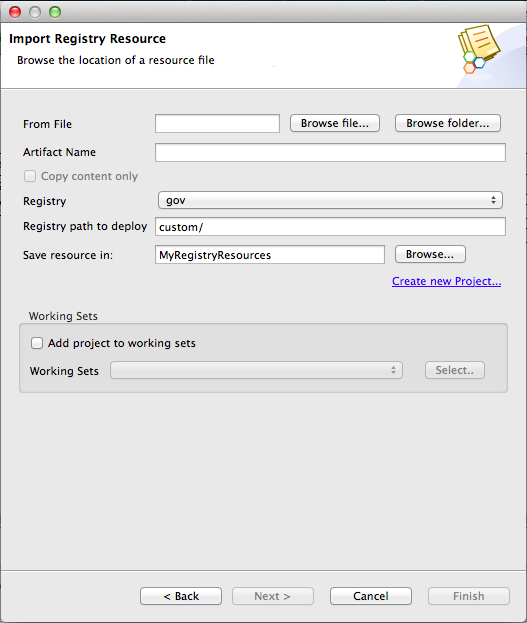 Import Registry Resource
Browse the location of a resource file
From File Browse file... Browse folder...
Artifact Name
Copy content only
Registry gov
Registry path to deploy custom/
Save resource in: MyRegistryResources Browse...
Create new Project...
Working Sets
Add project to working sets
Working Sets Select..
< Back Next > Cancel Finish